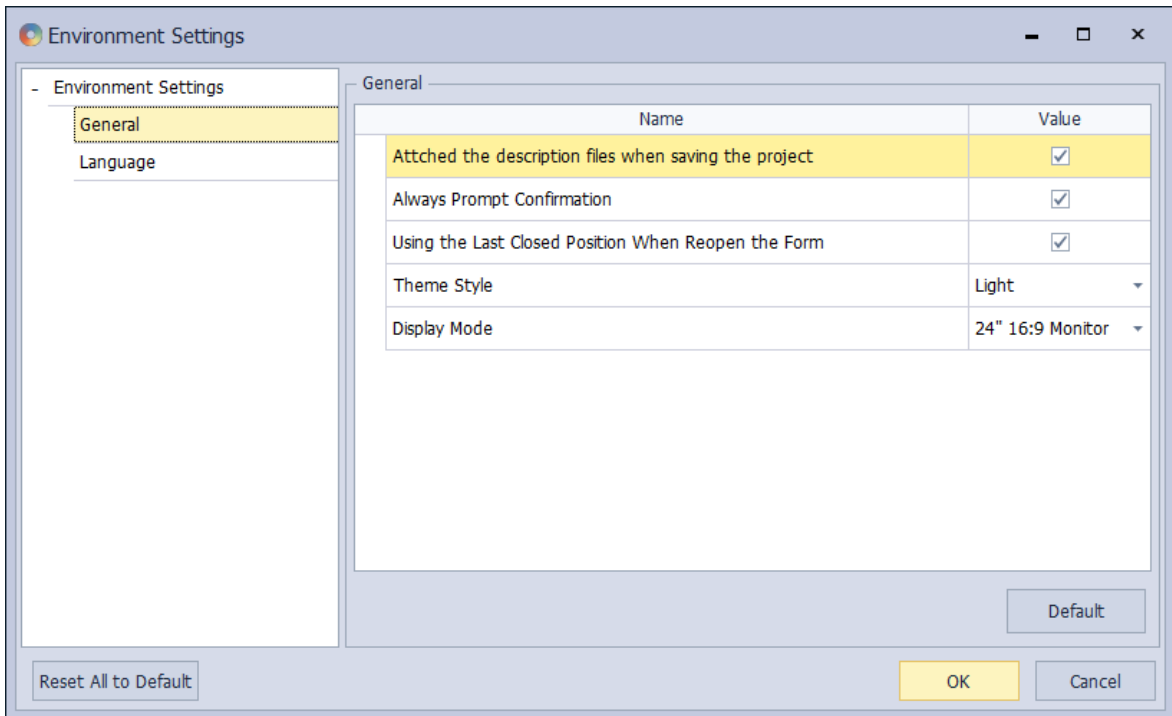 Environment Settings
- Environment Settings
General
Language
General
Name Value
Attched the description files when saving the project
Always Prompt Confirmation
Using the Last Closed Position When Reopen the Form
Theme Style Light
Display Mode 24" 16:9 Monitor
Default
Reset All to Default OK Cancel